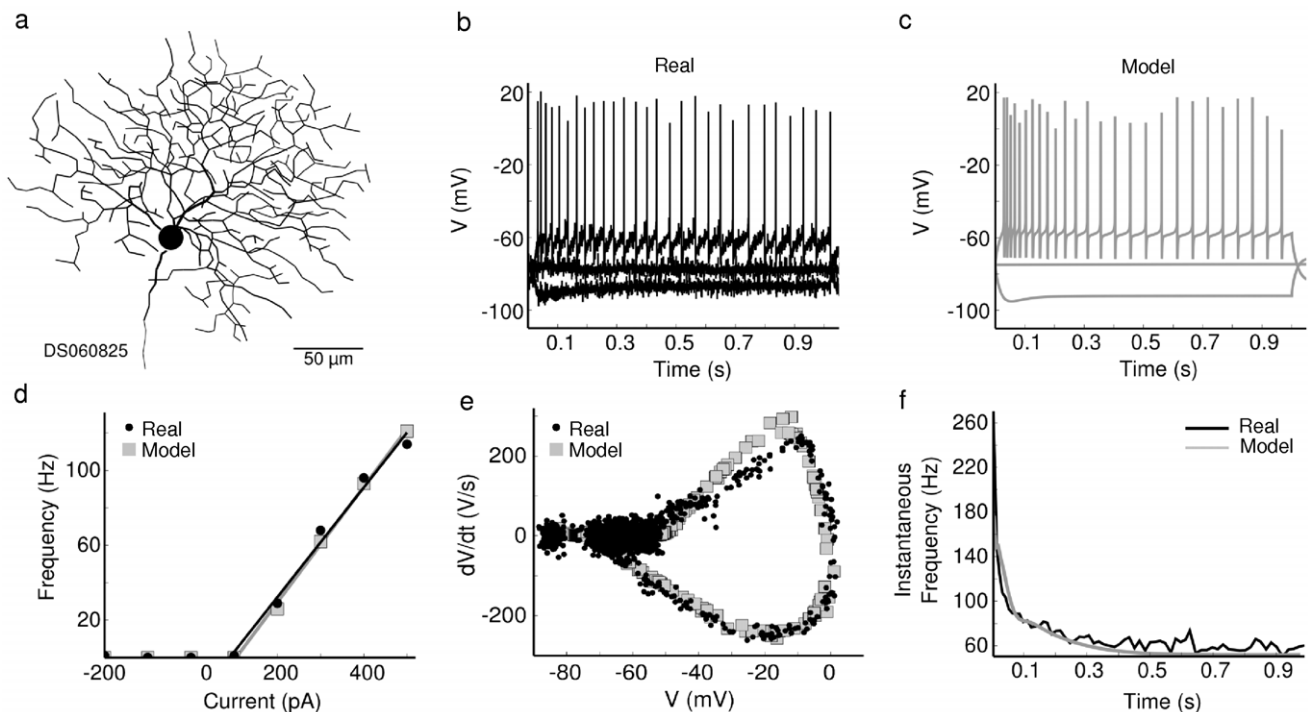 a
DS060825
50 µm
b
Real
V (mV)
20
-20
-60
-100
0.1 0.3 0.5 0.7 0.9
Time (s)
c
Model
V (mV)
20
-20
-60
-100
0.1 0.3 0.5 0.7 0.9
Time (s)
d
Real
Model
Frequency (Hz)
100
60
20
-200 0 200 400
Current (pA)
e
Real
Model
dV/dt (V/s)
200
0
-200
-80 -60 -40 -20 0
V (mV)
f
Real
Model
Instantaneous
Frequency (Hz)
260
220
180
140
100
60
0.1 0.3 0.5 0.7 0.9
Time (s)